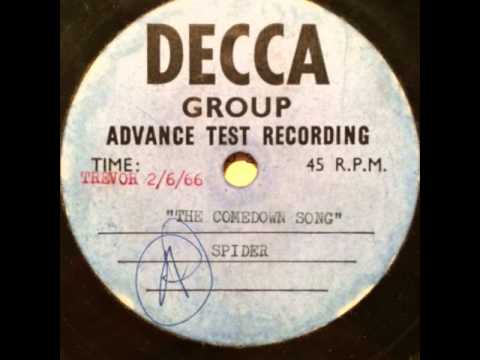 DECCA
GROUP
ADVANCE TEST RECORDING
TIME: 45 R.P.M.
TREVOR 2/6/66
"THE COMEDOWN SONG"
SPIDER
A